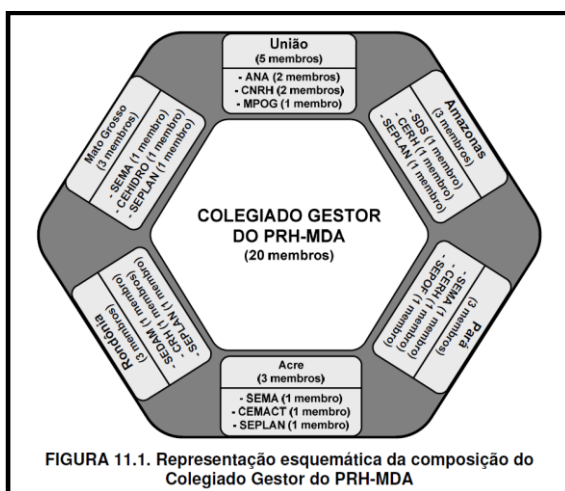 União
(5 membros)
- ANA (2 membros)
- CNRH (2 membros)
- MPOG (1 membro)
Amazonas
(3 membros)
- SDS (1 membro)
- CERH (1 membro)
- SEPLAN (1 membro)
Mato Grosso
(3 membros)
- SEMA (1 membro)
- CEHIDRO (1 membro)
- SEPLAN (1 membro)
COLEGIADO GESTOR
DO PRH-MDA
(20 membros)
Rondônia
(3 membros)
- SEDAM (1 membro)
- CRH (1 membros)
- SEPLAN (1 membro)
Pará
(3 membros)
- SEMA (1 membro)
- CERH (1 membro)
- SEPOF (1 membro)
Acre
(3 membros)
- SEMA (1 membro)
- CEMACT (1 membro)
- SEPLAN (1 membro)
FIGURA 11.1. Representação esquemática da composição do
Colegiado Gestor do PRH-MDA